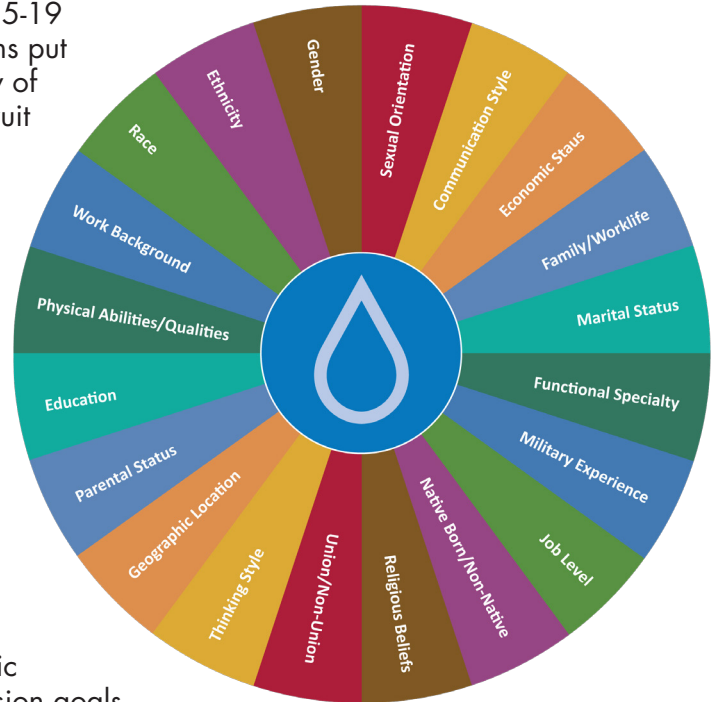 5-19
ns put
y of
uit
Gender
Sexual Orientation
Communication Style
Economic Staus
Family/Worklife
Marital Status
Functional Specialty
Military Experience
Job Level
Native Born/Non-Native
Religious Beliefs
Union/Non-Union
Thinking Style
Geographic Location
Parental Status
Education
Physical Abilities/Qualities
Work Background
Race
Ethnicity
ic
sion goals